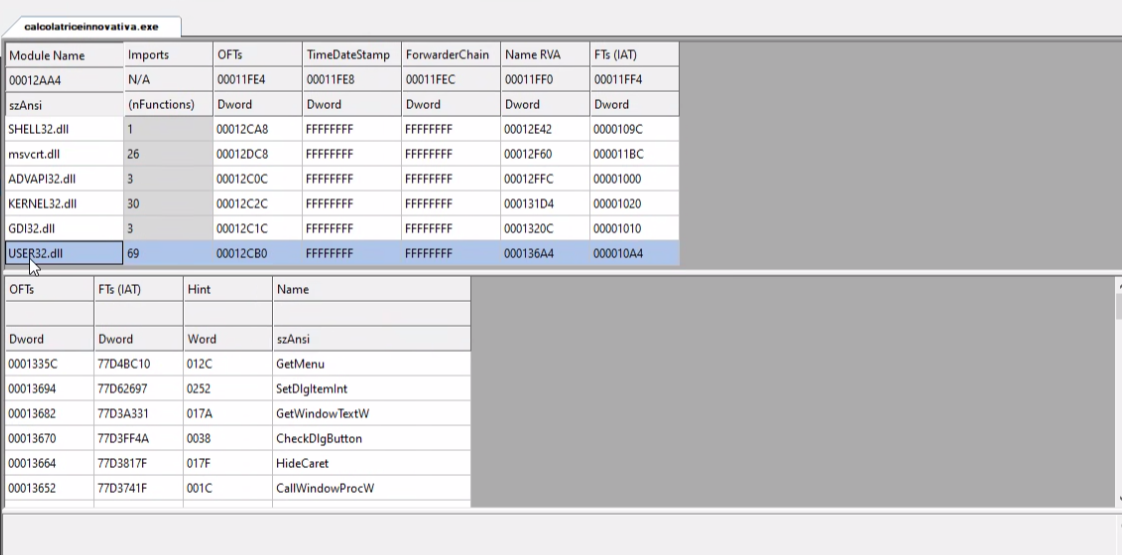 calcolatriceinnovativa.exe
Module Name Imports OFTs TimeDateStamp ForwarderChain Name RVA FTs (IAT)
00012AA4 N/A 00011FE4 00011FE8 00011FEC 00011FF0 00011FF4
szAnsi (nFunctions) Dword Dword Dword Dword Dword
SHELL32.dll 1 00012CA8 FFFFFFFF FFFFFFFF 00012E42 0000109C
msvcrt.dll 26 00012DC8 FFFFFFFF FFFFFFFF 00012F60 000011BC
ADVAPI32.dll 3 00012C0C FFFFFFFF FFFFFFFF 00012FFC 00001000
KERNEL32.dll 30 00012C2C FFFFFFFF FFFFFFFF 000131D4 00001020
GDI32.dll 3 00012C1C FFFFFFFF FFFFFFFF 0001320C 00001010
USER32.dll 69 00012CB0 FFFFFFFF FFFFFFFF 000136A4 000010A4
OFTs FTs (IAT) Hint Name
Dword Dword Word szAnsi
0001335C 77D4BC10 012C GetMenu
00013694 77D62697 0252 SetDlgItemInt
00013682 77D3A331 017A GetWindowTextW
00013670 77D3FF4A 0038 CheckDlgButton
00013664 77D3817F 017F HideCaret
00013652 77D3741F 001C CallWindowProcW